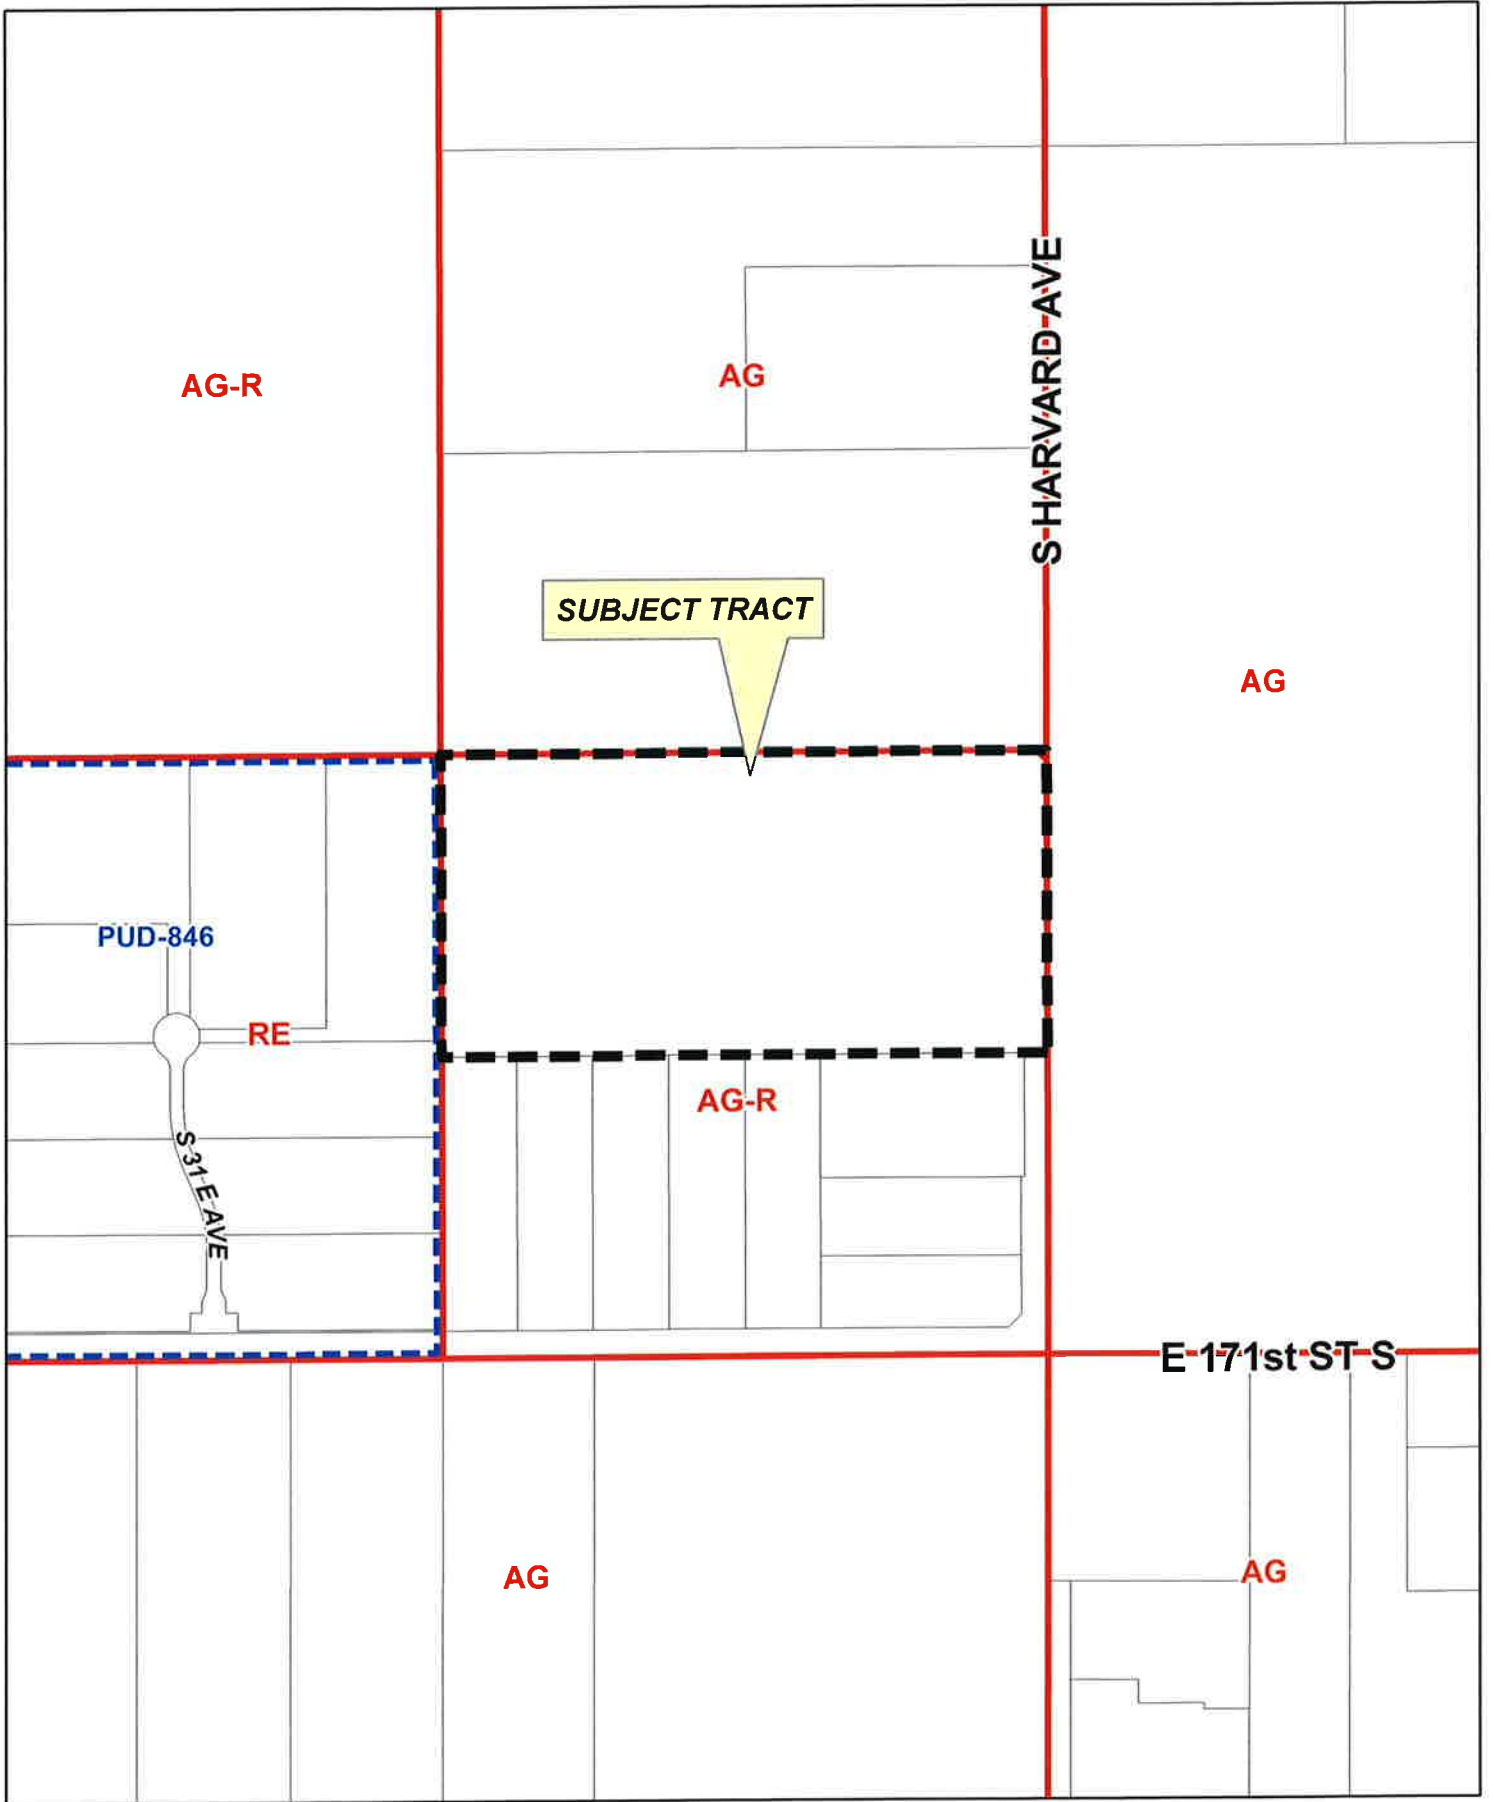 S HARVARD AVE
AG-R
AG
SUBJECT TRACT
AG
PUD-846
RE
AG-R
S 31 E AVE
E 171st ST S
AG
AG